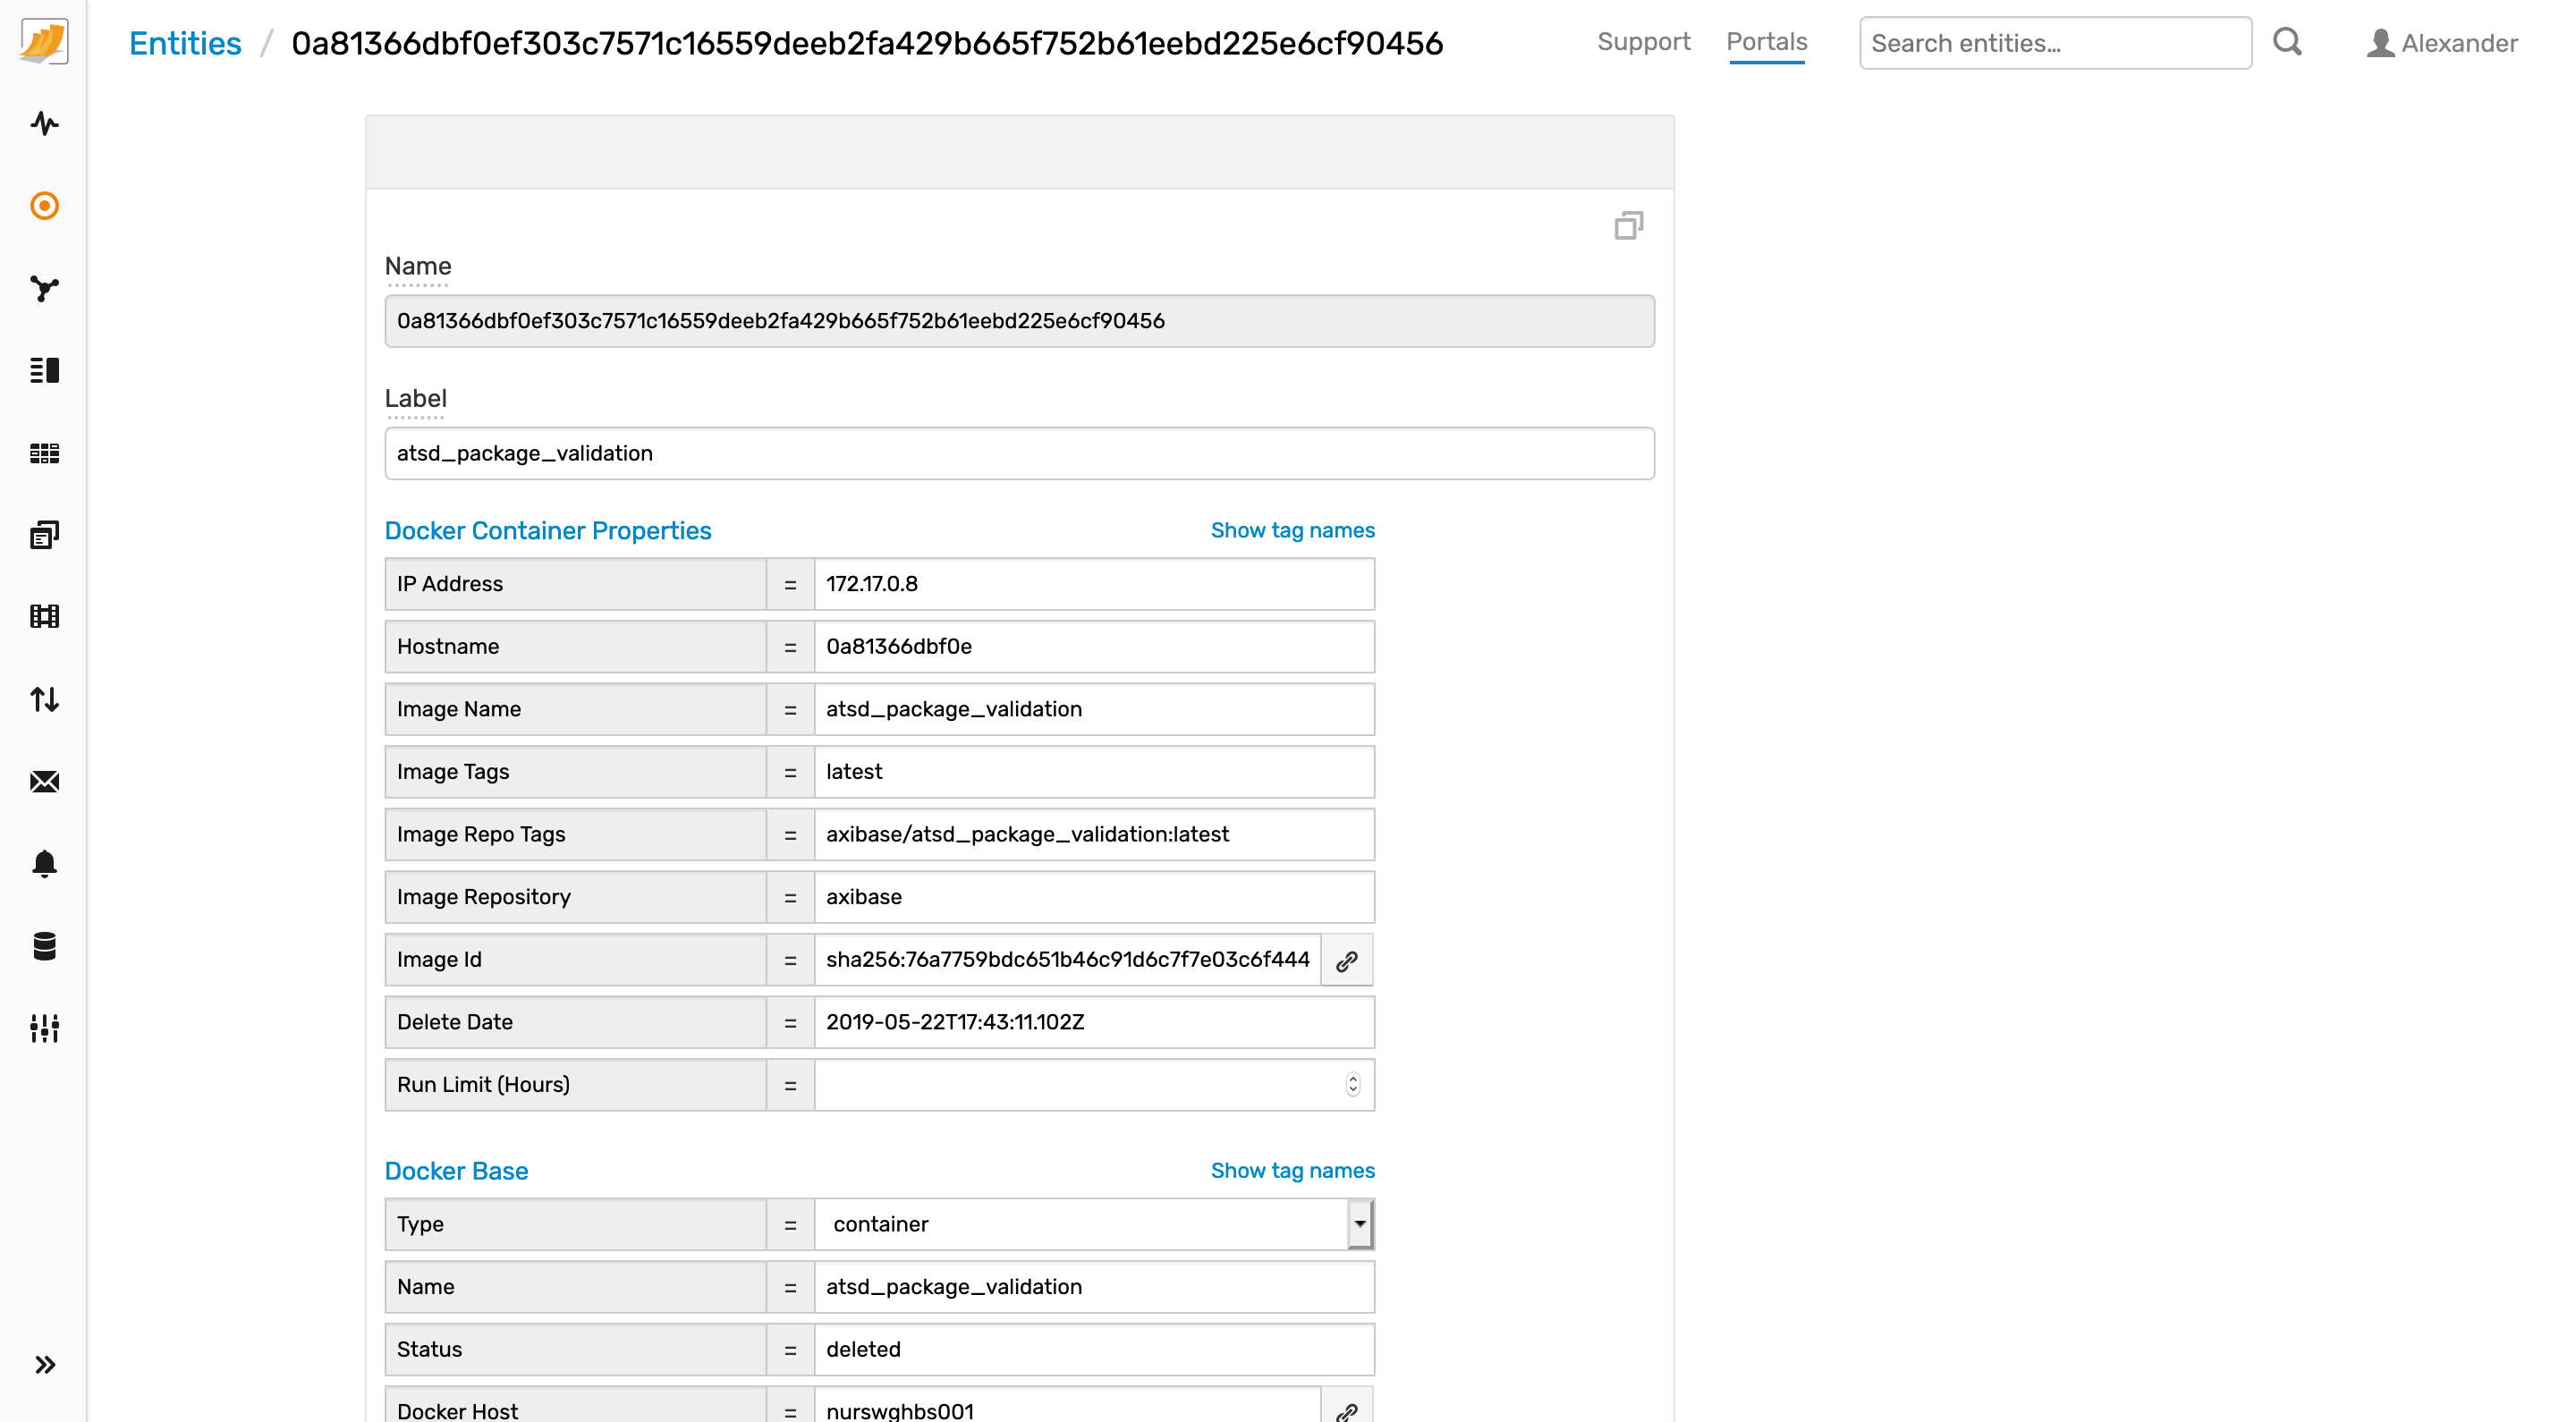 Entities / 0a81366dbf0ef303c7571c16559deeb2fa429b665f752b61eebd225e6cf90456 Support Portals Search entities... Alexander
Name
0a81366dbf0ef303c7571c16559deeb2fa429b665f752b61eebd225e6cf90456
Label
atsd_package_validation
Docker Container Properties Show tag names
IP Address = 172.17.0.8
Hostname = 0a81366dbf0e
Image Name = atsd_package_validation
Image Tags = latest
Image Repo Tags = axibase/atsd_package_validation:latest
Image Repository = axibase
Image Id = sha256:76a7759bdc651b46c91d6c7f7e03c6f444
Delete Date = 2019-05-22T17:43:11.102Z
Run Limit (Hours) =
Docker Base Show tag names
Type = container
Name = atsd_package_validation
Status = deleted
Docker Host = nurswghbs001